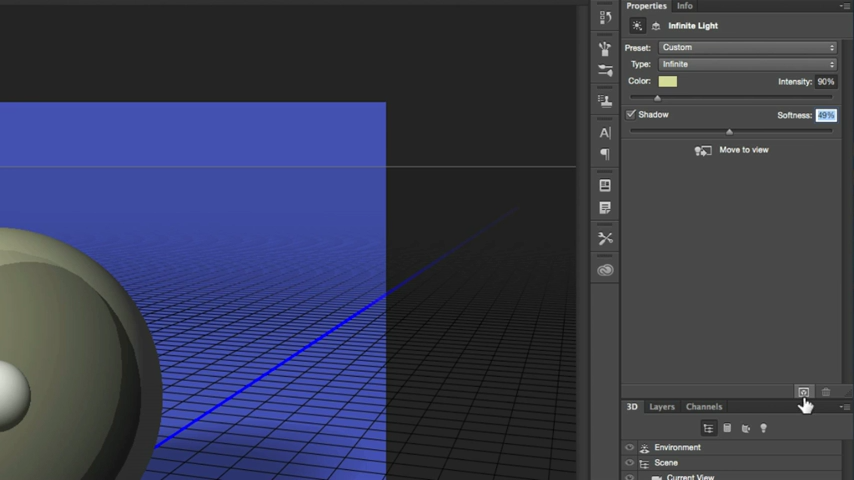 Properties Info
Infinite Light
Preset: Custom
Type: Infinite
Color: Intensity: 90%
Shadow Softness: 49%
Move to view
3D Layers Channels
Environment
Scene
Current View